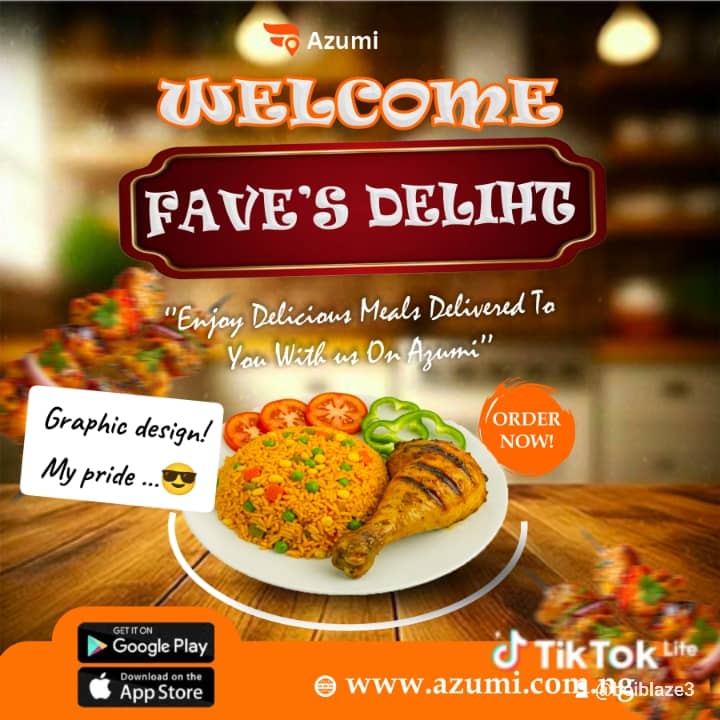 Azumi
WELCOME
FAVE'S DELIHT
"Enjoy Delicious Meals Delivered To
You With us On Azumi"
Graphic design!
My pride ...😎
ORDER
NOW!
GET IT ON
Google Play
Download on the
App Store
TikTok Lite
www.azumi.com.ng